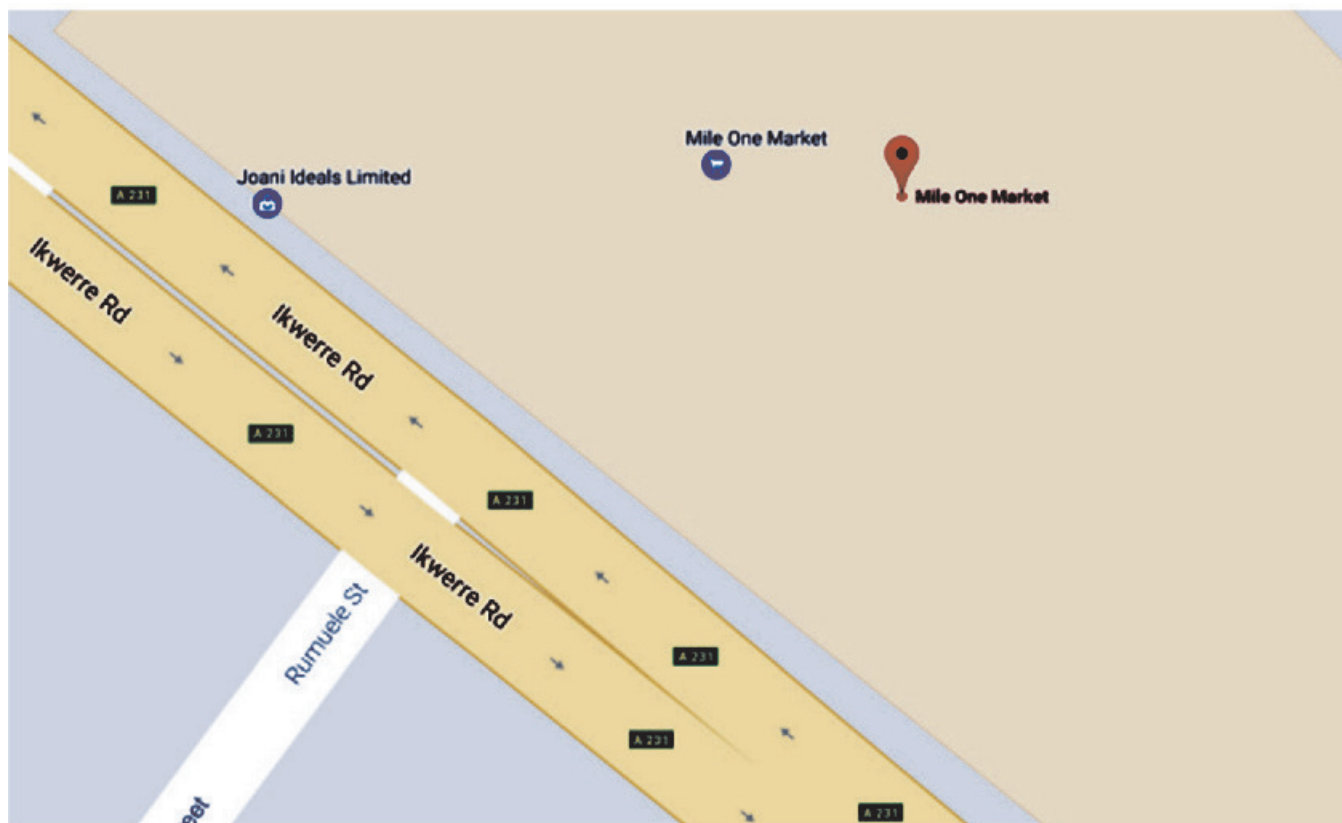 Mile One Market
Joani Ideals Limited
Mile One Market
A 231
Ikwerre Rd
Ikwerre Rd
A 231
A 231
Ikwerre Rd
Rumuele St
A 231
A 231
A 231
eet